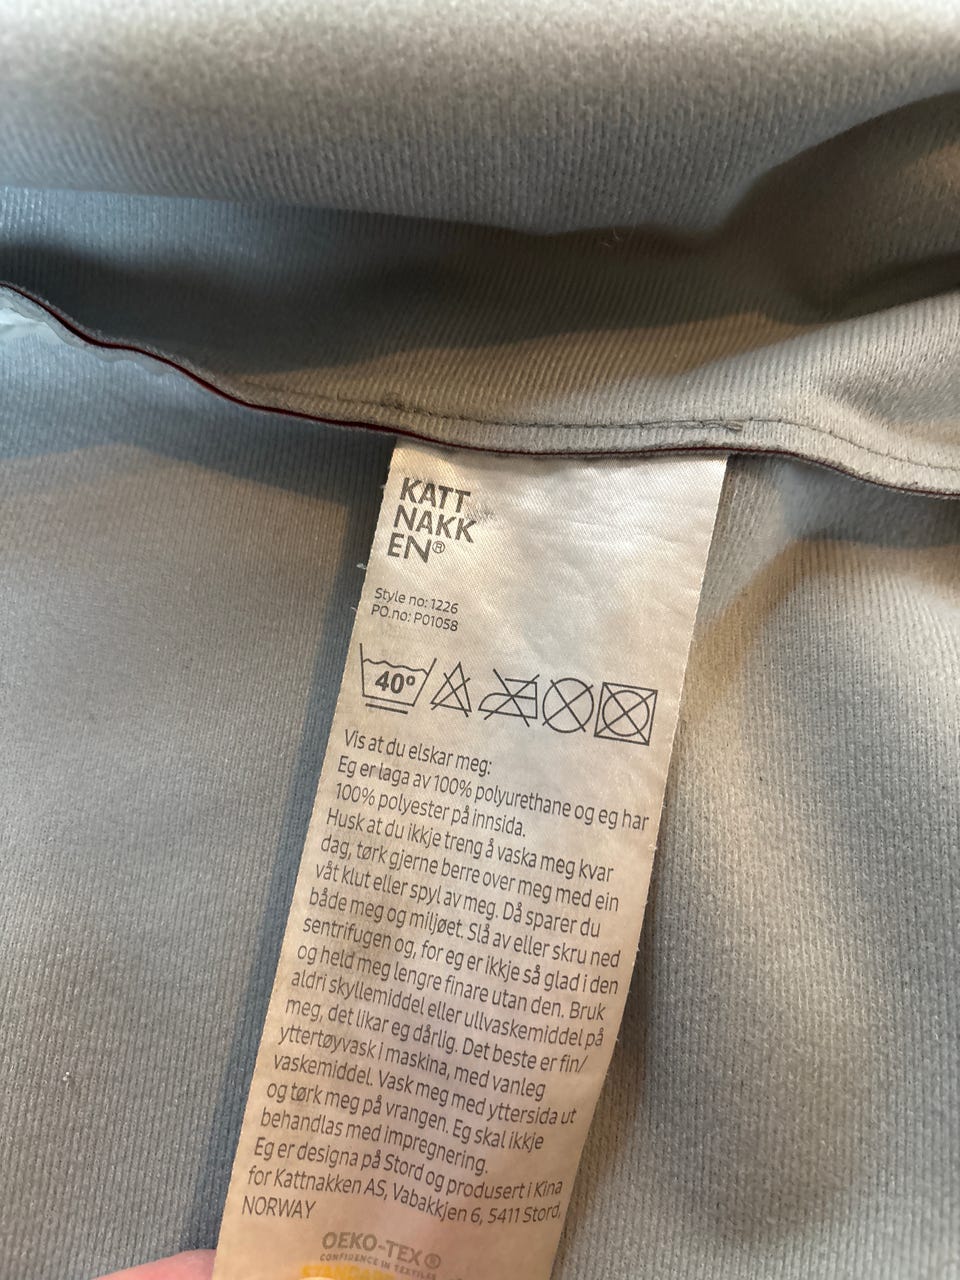 KATT
NAKK
EN®
Style no: 1226
PO.no: P01058
40°
Vis at du elskar meg:
Eg er laga av 100% polyurethane og eg har
100% polyester på innsida.
Husk at du ikkje treng å vaska meg kvar
dag, tørk gjerne berre over meg med ein
våt klut eller spyl av meg. Då sparer du
både meg og miljøet. Slå av eller skru ned
sentrifugen og, for eg er ikkje så glad i den
og held meg lengre finare utan den. Bruk
aldri skyllemiddel eller ullvaskemiddel på
meg, det likar eg dårlig. Det beste er fin/
yttertøyvask i maskina, med vanleg
vaskemiddel. Vask meg med yttersida ut
og tørk meg på vrangen. Eg skal ikkje
behandlas med impregnering.
Eg er designa på Stord og produsert i Kina
for Kattnakken AS, Vabakkjen 6, 5411 Stord,
NORWAY
OEKO-TEX®
CONFIDENCE IN TEXTILES